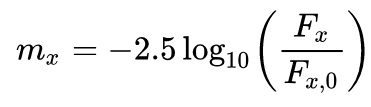 m_x = −2.5 log_10 (F_x / F_x,0)